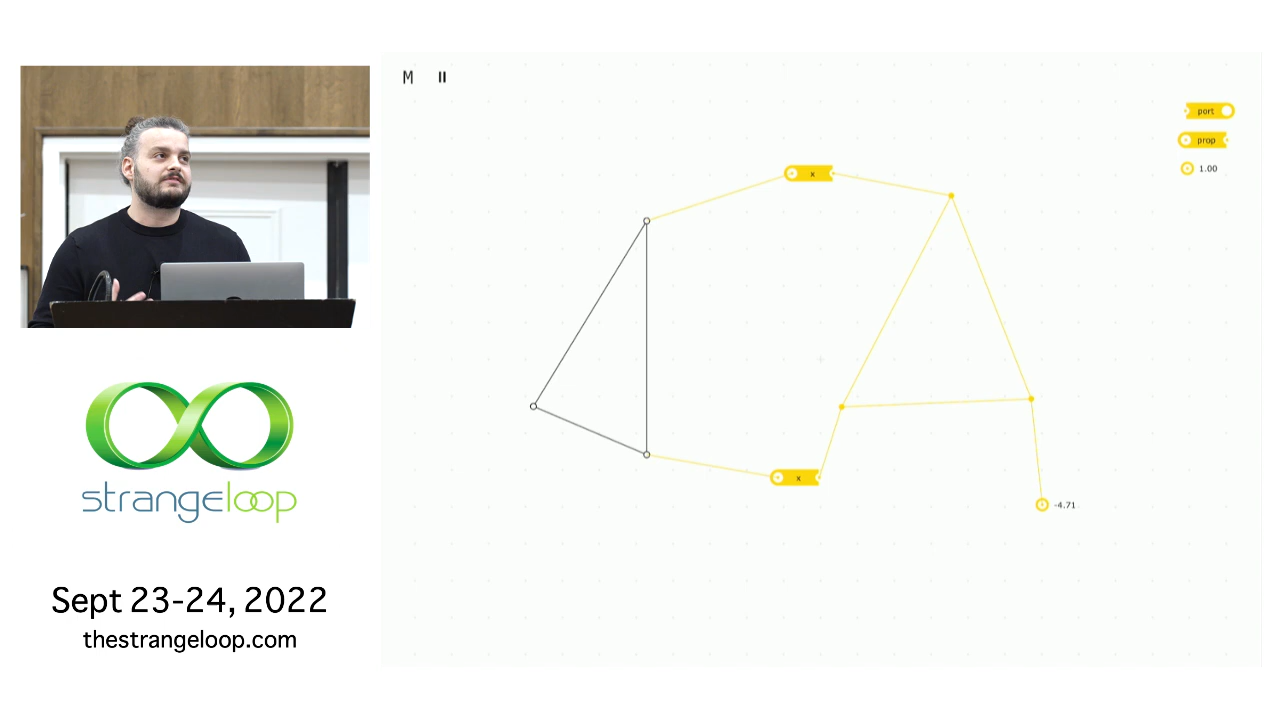 M
port
prop
1.00
x
x
-4.71
strangeloop
Sept 23-24, 2022
thestrangeloop.com